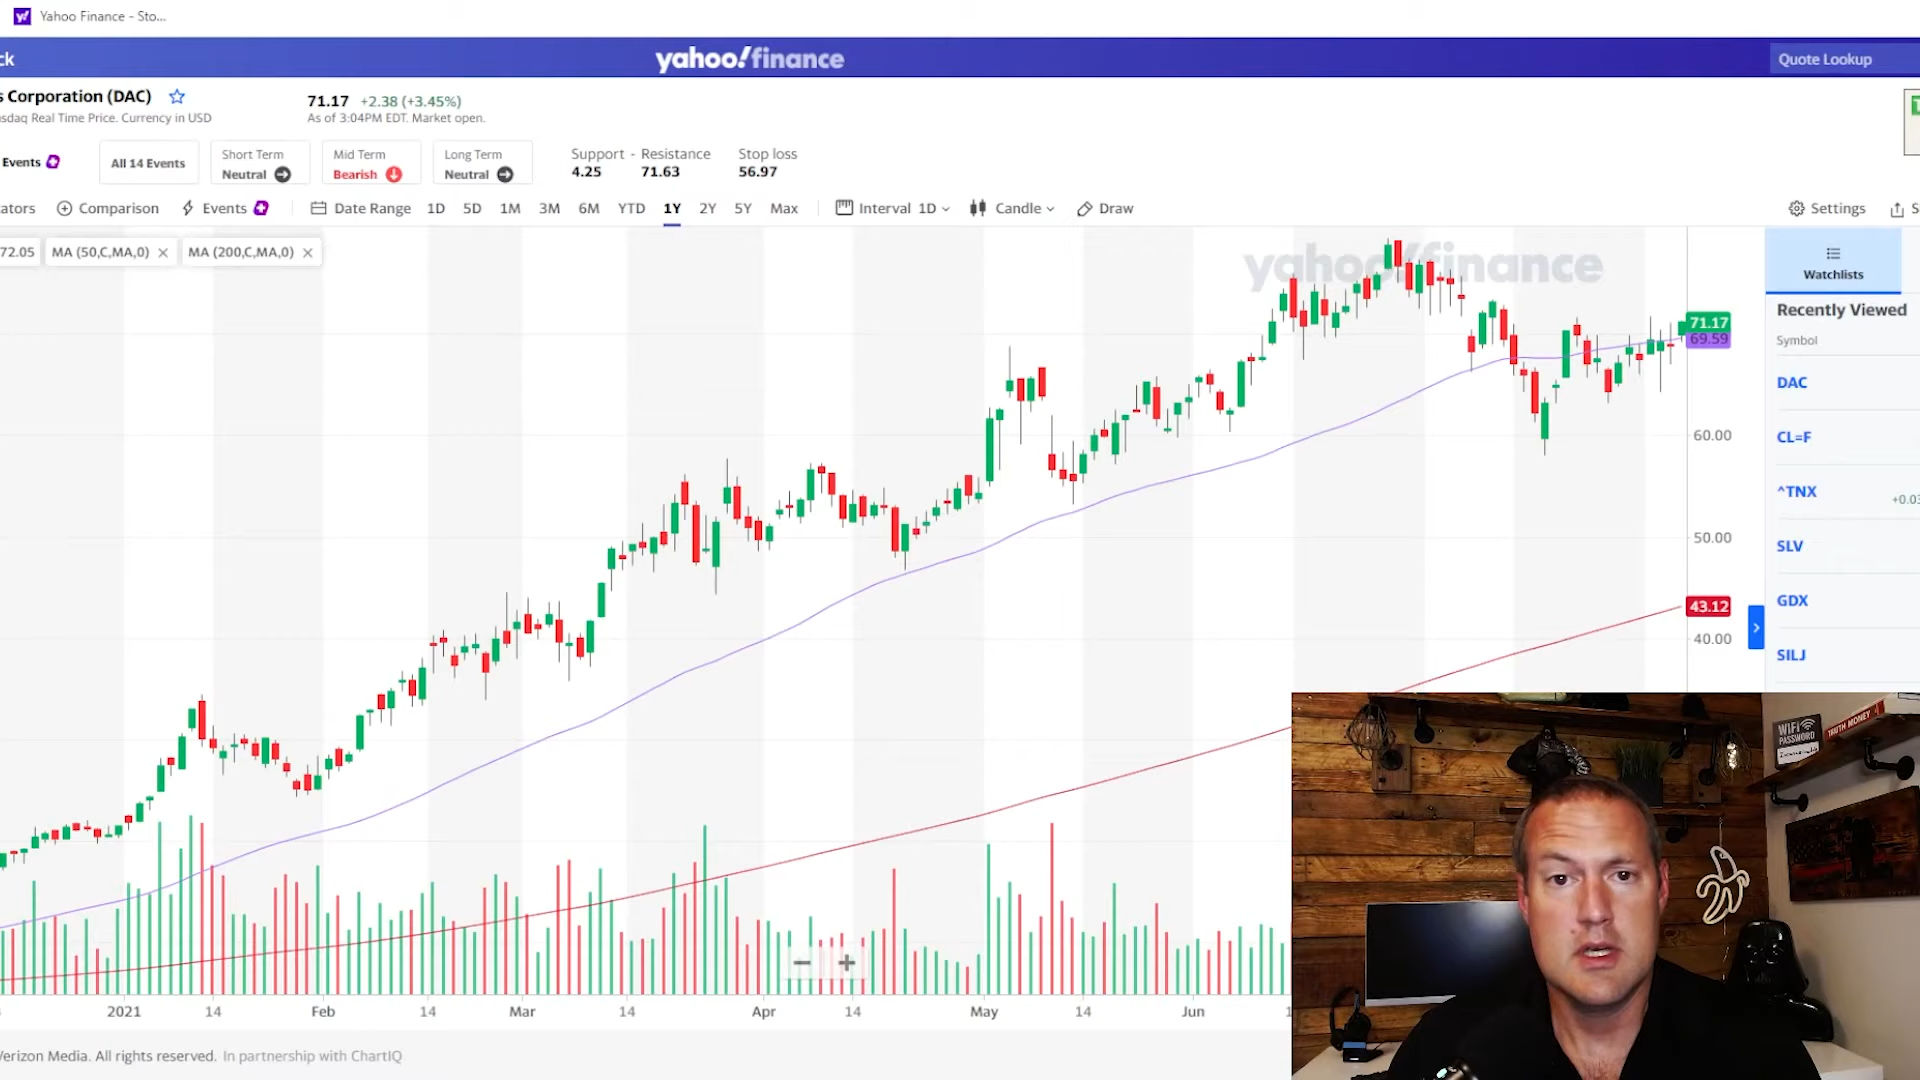 Yahoo Finance - Sto...
ck
yahoo!finance
Quote Lookup
s Corporation (DAC)
71.17 +2.38 (+3.45%)
sdaq Real Time Price. Currency in USD
As of 3:04PM EDT. Market open.
Events
All 14 Events
Short Term
Neutral
Mid Term
Bearish
Long Term
Neutral
Support - Resistance
4.25 71.63
Stop loss
56.97
ators
Comparison
Events
Date Range 1D 5D 1M 3M 6M YTD 1Y 2Y 5Y Max
Interval 1D
Candle
Draw
Settings
S
72.05
MA (50,C,MA,0)
MA (200,C,MA,0)
yahoo!finance
Watchlists
Recently Viewed
Symbol
DAC
CL=F
^TNX
+0.03
SLV
GDX
SILJ
71.17
69.59
60.00
50.00
43.12
40.00
WIFI
PASSWORD
TRUTH MONEY
2021 14 Feb 14 Mar 14 Apr 14 May 14 Jun
Verizon Media. All rights reserved. In partnership with ChartIQ